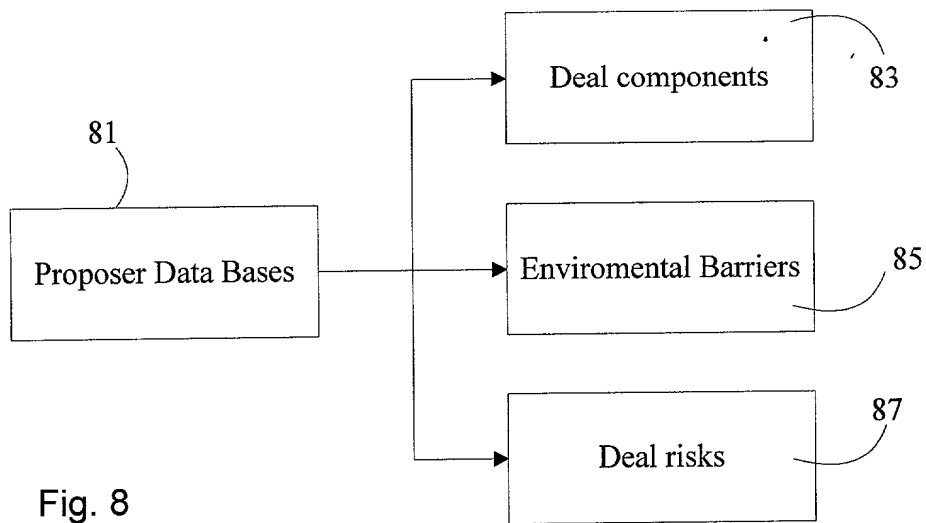 Deal components
83
81
Proposer Data Bases
Enviromental Barriers
85
Deal risks
87
Fig. 8